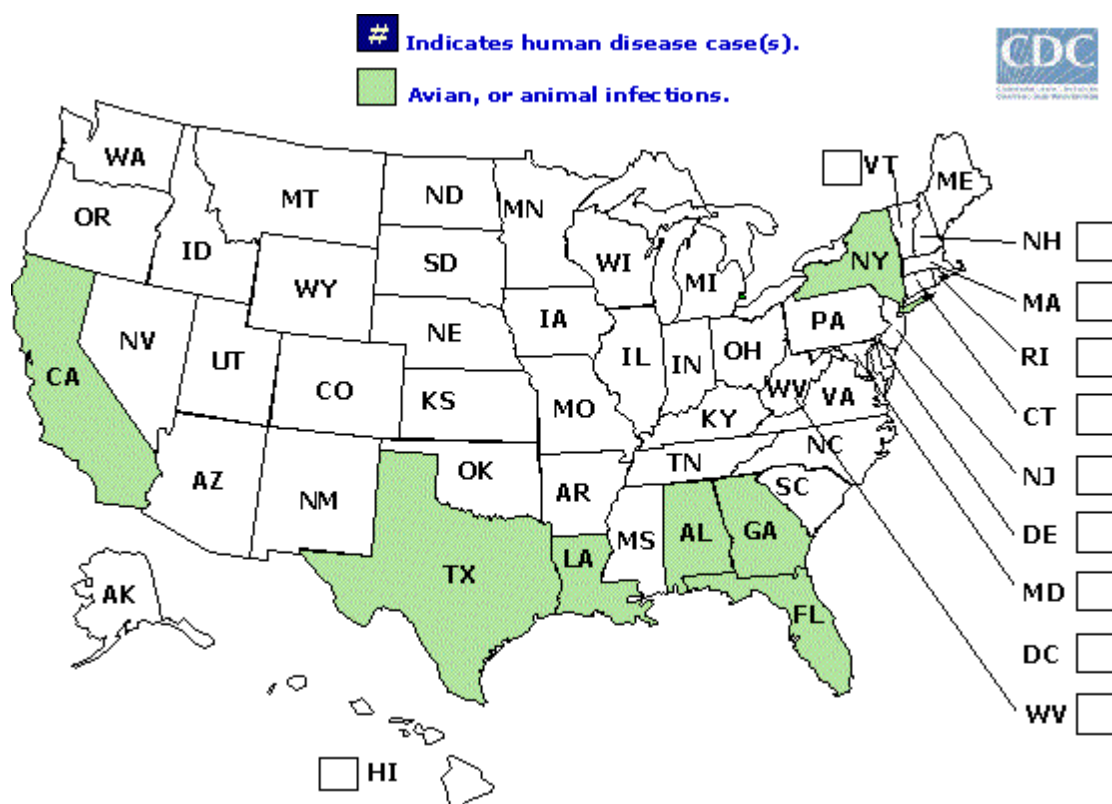 # Indicates human disease case(s).
Avian, or animal infections.
CDC
WA
MT
ND
MN
VT
ME
OR
ID
SD
WI
MI
NY
NH
WY
MA
NV
UT
NE
IA
PA
RI
CA
CO
KS
IL
IN
OH
WV
VA
CT
MO
KY
NJ
AZ
NM
OK
AR
TN
NC
SC
DE
TX
LA
MS
AL
GA
MD
AK
FL
DC
WV
HI